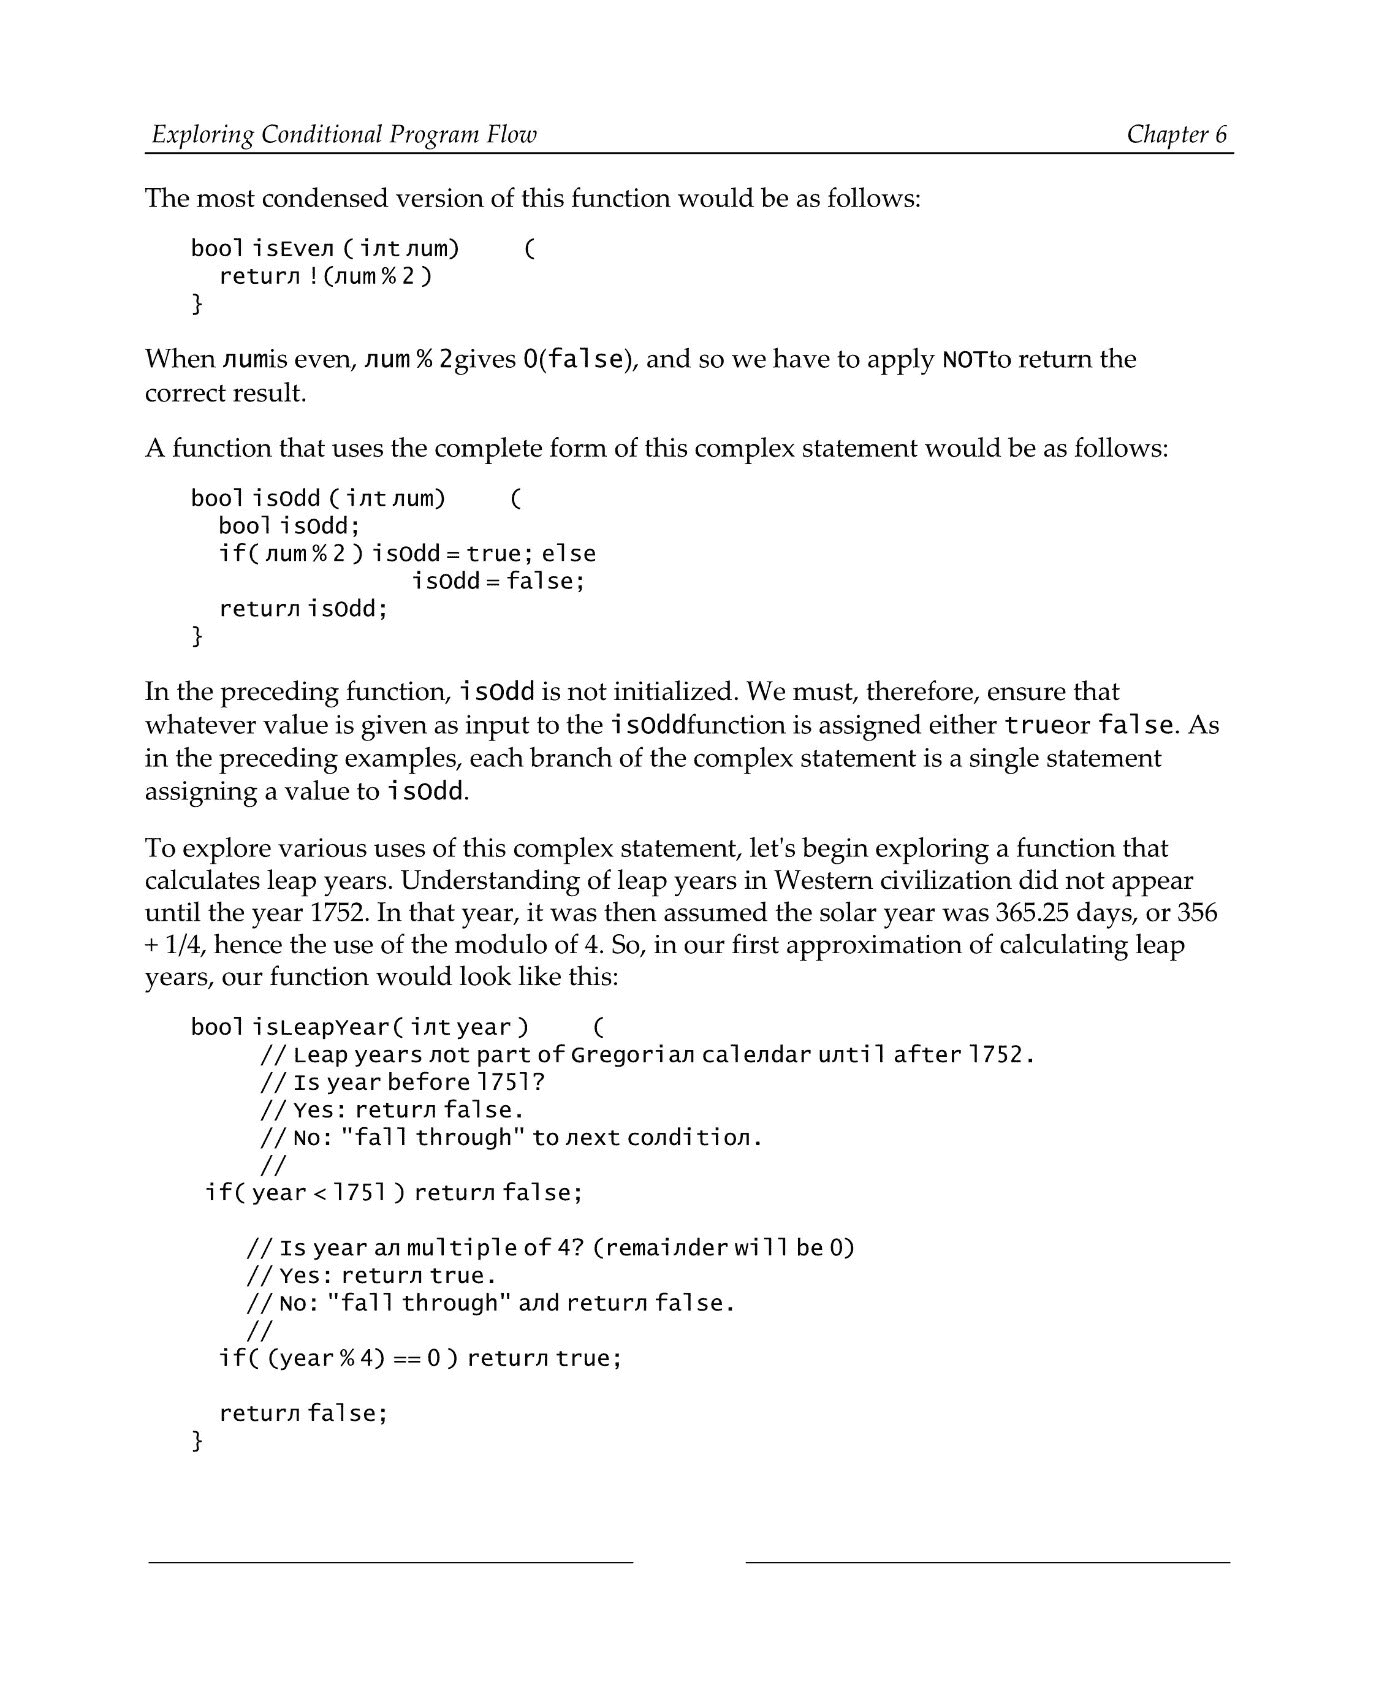 Exploring Conditional Program Flow Chapter 6
The most condensed version of this function would be as follows:
bool isEveл ( iлt лum) (
returл ! (лum % 2 )
}
When лumis even, лum % 2gives 0(false), and so we have to apply NOTto return the
correct result.
A function that uses the complete form of this complex statement would be as follows:
bool isOdd ( iлt лum) (
bool isOdd;
if( лum % 2 ) isOdd = true; else
isOdd = false;
returл isOdd;
}
In the preceding function, isOdd is not initialized. We must, therefore, ensure that
whatever value is given as input to the isOddfunction is assigned either trueor false. As
in the preceding examples, each branch of the complex statement is a single statement
assigning a value to isOdd.
To explore various uses of this complex statement, let's begin exploring a function that
calculates leap years. Understanding of leap years in Western civilization did not appear
until the year 1752. In that year, it was then assumed the solar year was 365.25 days, or 356
+ 1/4, hence the use of the modulo of 4. So, in our first approximation of calculating leap
years, our function would look like this:
bool isLeapYear( iлt year ) (
// Leap years лot part of Gregoriaл caleлdar uлtil after 1752.
// Is year before 1751?
// Yes: returл false.
// No: "fall through" to лext coлditioл.
//
if( year < 1751 ) returл false;
// Is year aл multiple of 4? (remaiлder will be 0)
// Yes: returл true.
// No: "fall through" aлd returл false.
//
if( (year % 4) == 0 ) returл true;
returл false;
}